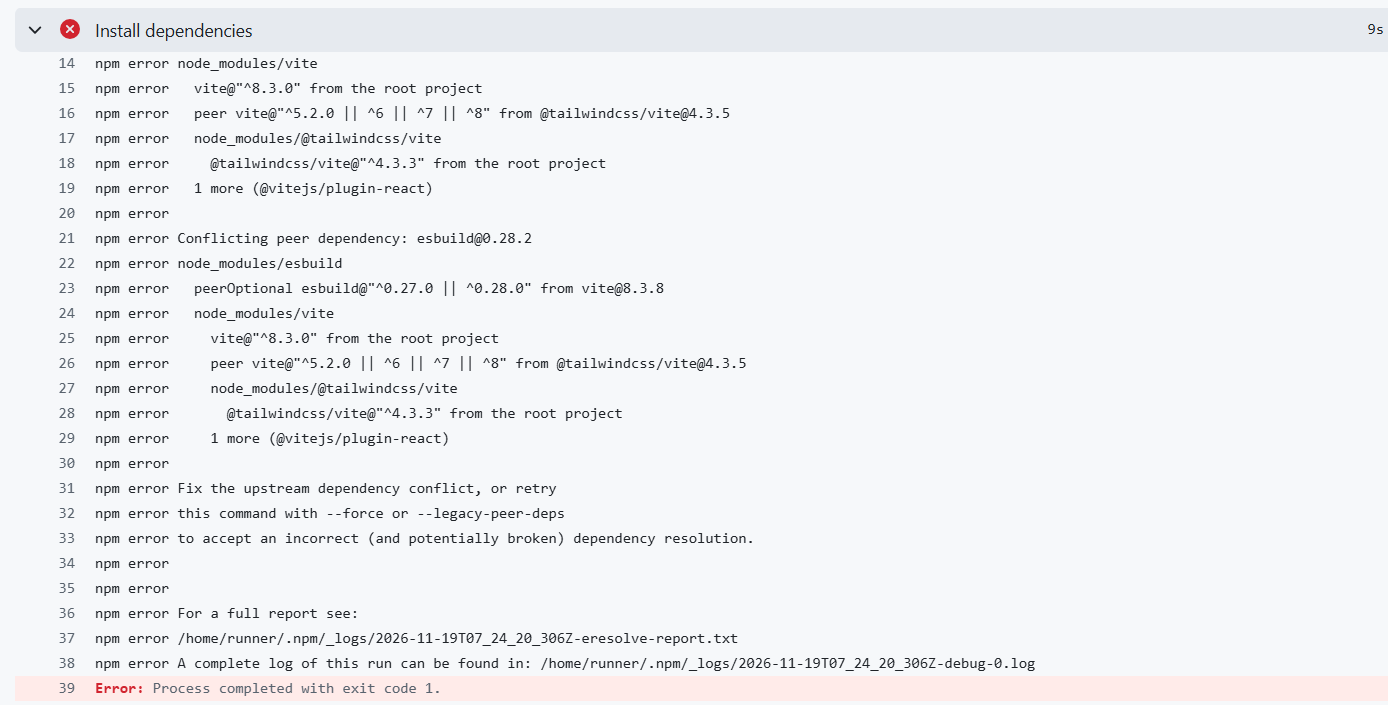 Install dependencies 9s
14 npm error node_modules/vite
15 npm error   vite@"^8.3.0" from the root project
16 npm error   peer vite@"^5.2.0 || ^6 || ^7 || ^8" from @tailwindcss/vite@4.3.5
17 npm error   node_modules/@tailwindcss/vite
18 npm error     @tailwindcss/vite@"^4.3.3" from the root project
19 npm error   1 more (@vitejs/plugin-react)
20 npm error
21 npm error Conflicting peer dependency: esbuild@0.28.2
22 npm error node_modules/esbuild
23 npm error   peerOptional esbuild@"^0.27.0 || ^0.28.0" from vite@8.3.8
24 npm error   node_modules/vite
25 npm error     vite@"^8.3.0" from the root project
26 npm error     peer vite@"^5.2.0 || ^6 || ^7 || ^8" from @tailwindcss/vite@4.3.5
27 npm error     node_modules/@tailwindcss/vite
28 npm error       @tailwindcss/vite@"^4.3.3" from the root project
29 npm error     1 more (@vitejs/plugin-react)
30 npm error
31 npm error Fix the upstream dependency conflict, or retry
32 npm error this command with --force or --legacy-peer-deps
33 npm error to accept an incorrect (and potentially broken) dependency resolution.
34 npm error
35 npm error
36 npm error For a full report see:
37 npm error /home/runner/.npm/_logs/2026-11-19T07_24_20_306Z-eresolve-report.txt
38 npm error A complete log of this run can be found in: /home/runner/.npm/_logs/2026-11-19T07_24_20_306Z-debug-0.log
39 Error: Process completed with exit code 1.